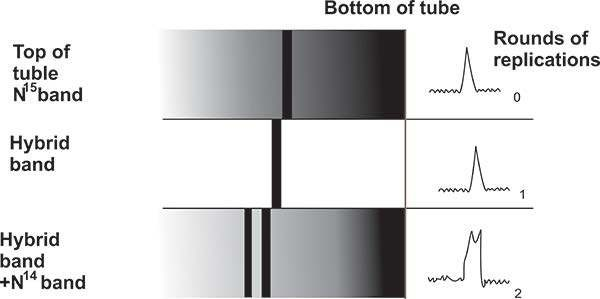 Bottom of tube
Top of
tuble
N15band
Rounds of
replications
0
Hybrid
band
1
Hybrid
band
+N14 band
2